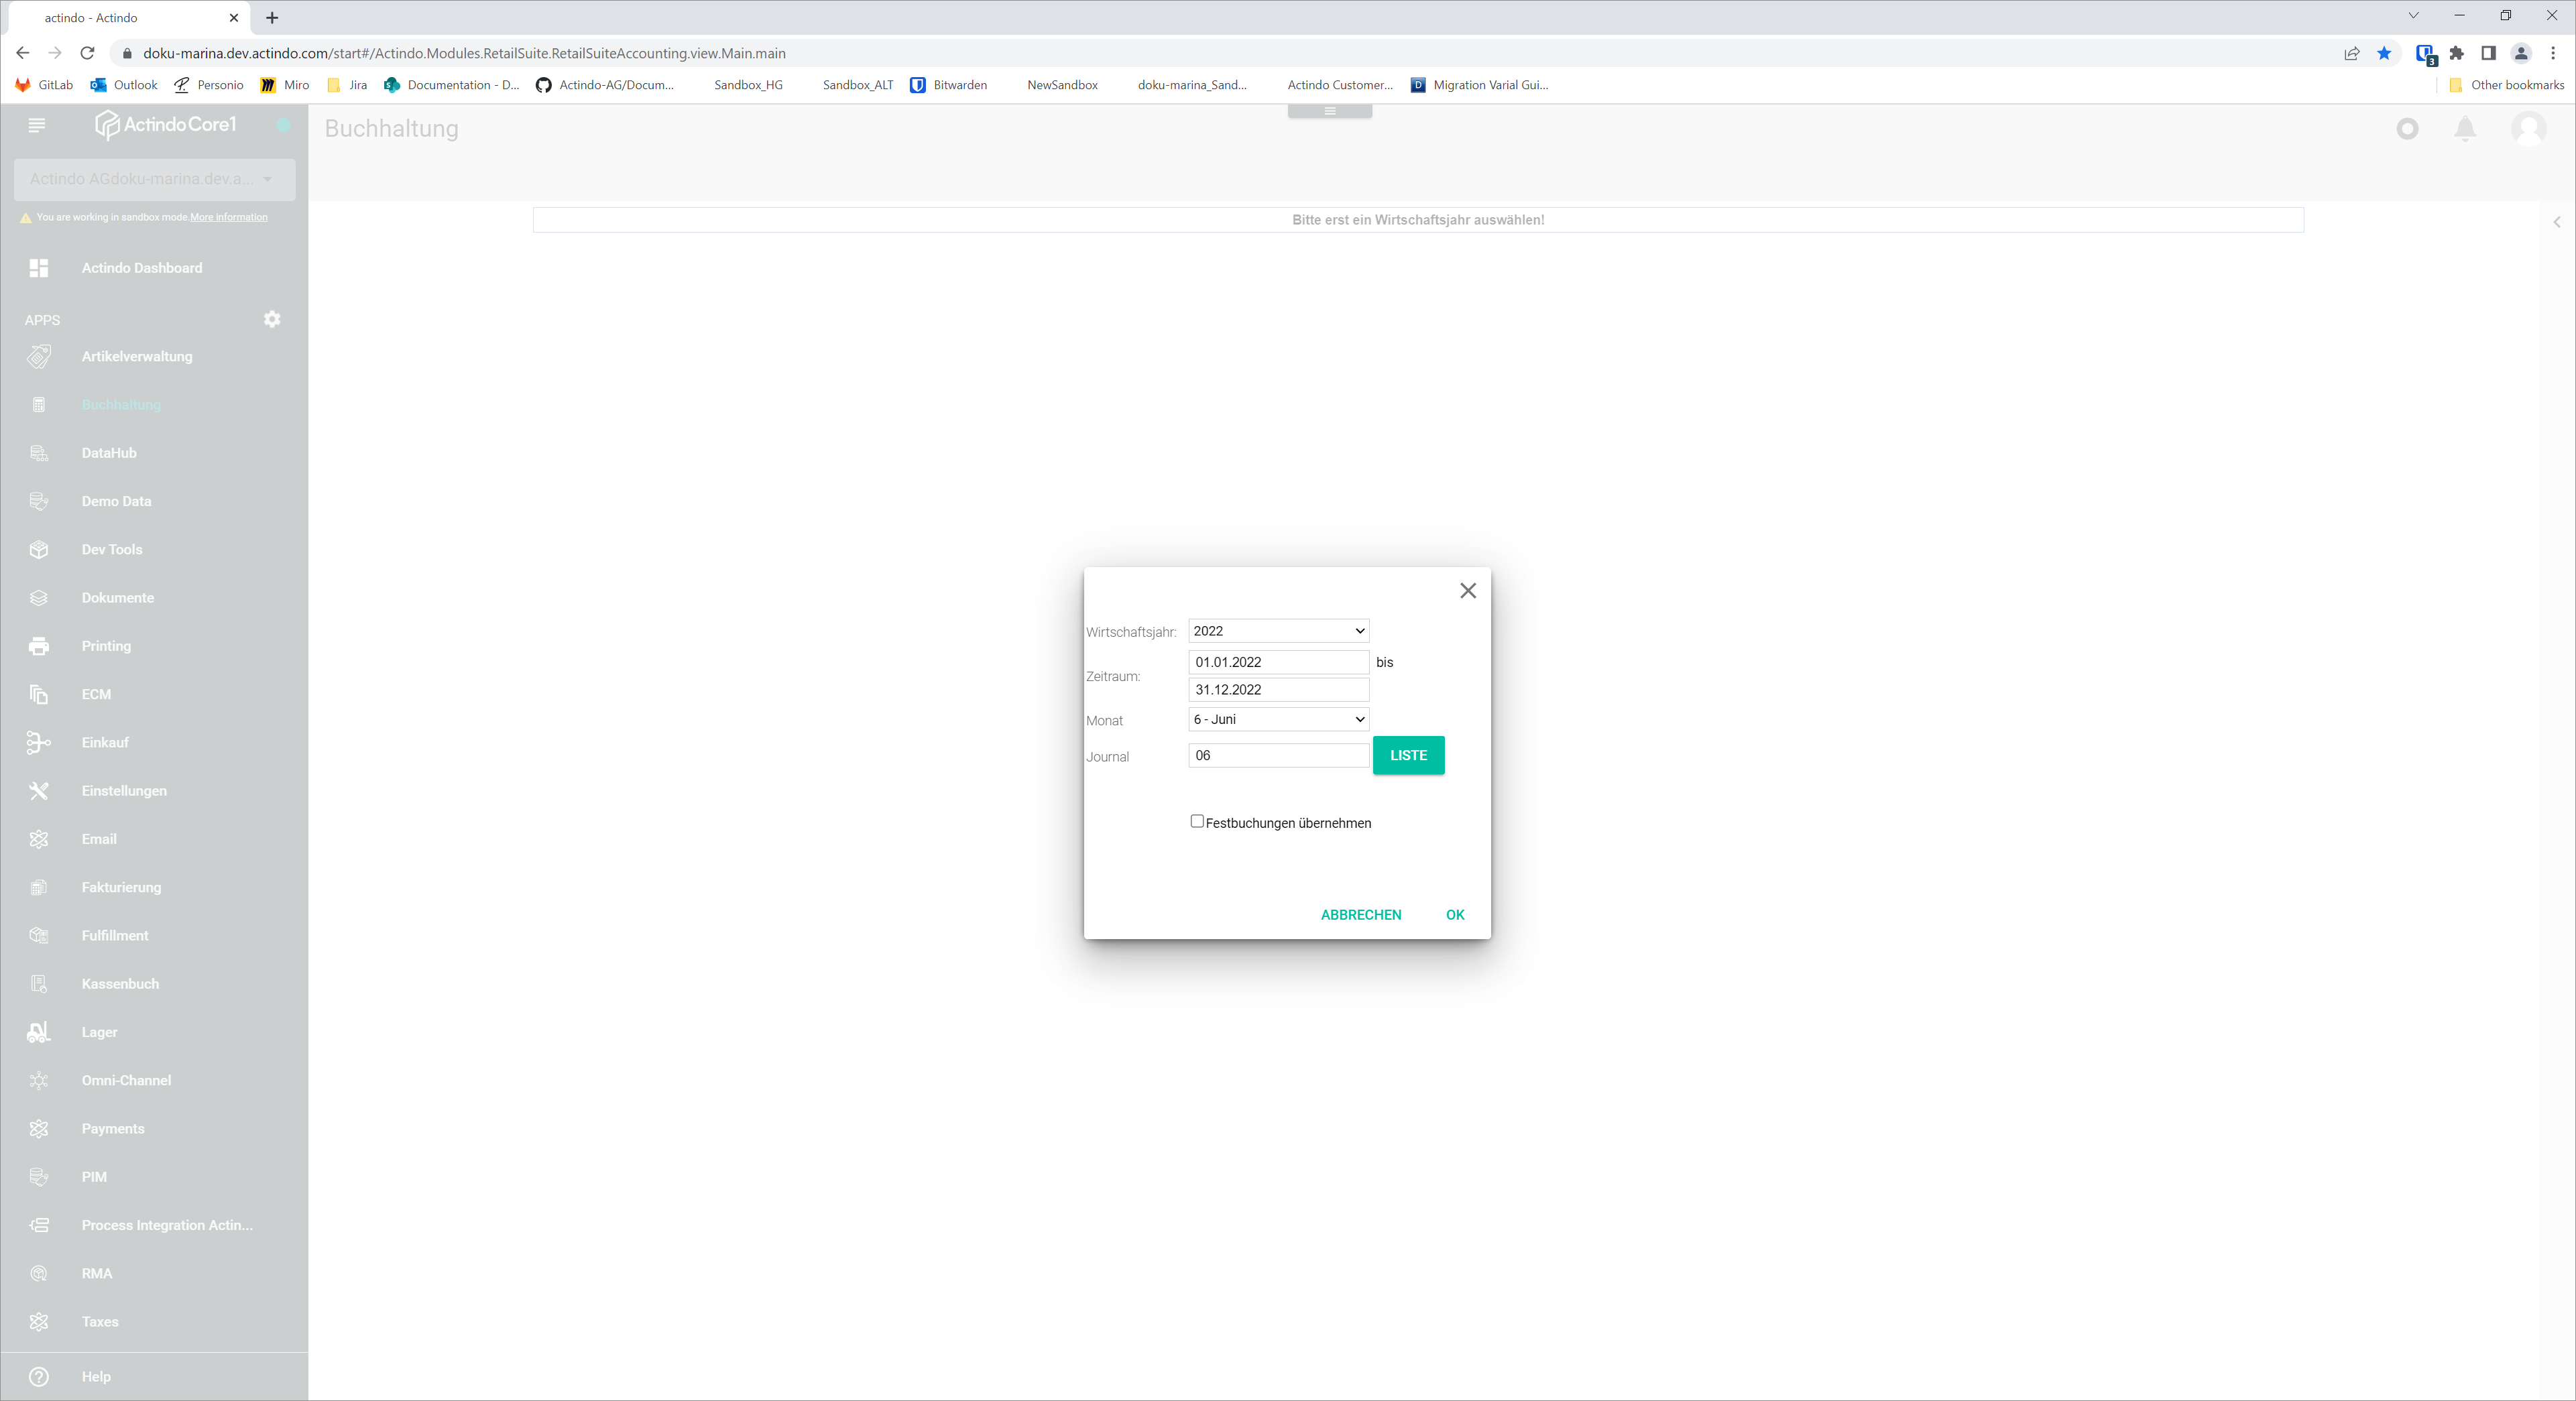 actindo - Actindo
doku-marina.dev.actindo.com/start#/Actindo.Modules.RetailSuite.RetailSuiteAccounting.view.Main.main
3
GitLab Outlook Personio Miro Jira Documentation - D... Actindo-AG/Docum... Sandbox_HG Sandbox_ALT Bitwarden NewSandbox doku-marina_Sand... Actindo Customer... D Migration Varial Gui... Other bookmarks
Actindo Core1
Buchhaltung
Actindo AGdoku-marina.dev.a...
You are working in sandbox mode.More information
Bitte erst ein Wirtschaftsjahr auswählen!
Actindo Dashboard
APPS
Artikelverwaltung
Buchhaltung
DataHub
Demo Data
Dev Tools
Dokumente
Printing
ECM
Einkauf
Einstellungen
Email
Fakturierung
Fulfillment
Kassenbuch
Lager
Omni-Channel
Payments
PIM
Process Integration Actin...
RMA
Taxes
Help
Wirtschaftsjahr: 2022
Zeitraum: 01.01.2022 bis
31.12.2022
Monat 6 - Juni
Journal 06 LISTE
Festbuchungen übernehmen
ABBRECHEN OK